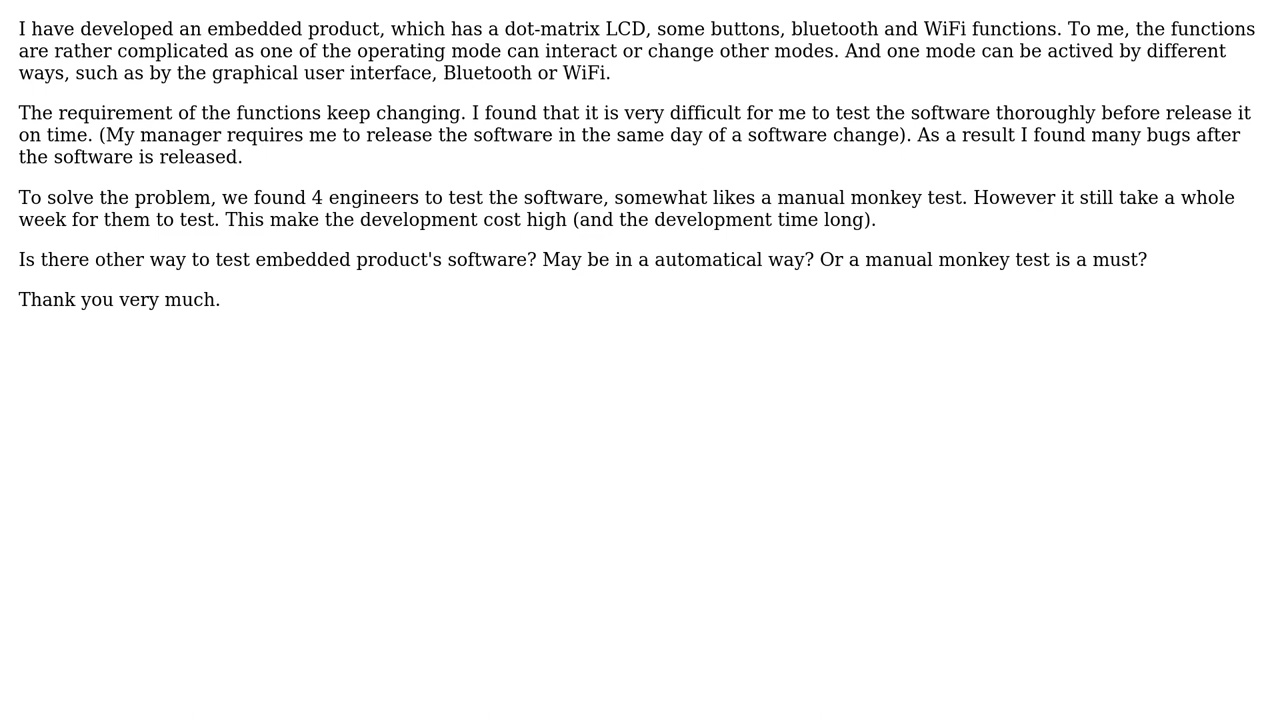 I have developed an embedded product, which has a dot-matrix LCD, some buttons, bluetooth and WiFi functions. To me, the functions
are rather complicated as one of the operating mode can interact or change other modes. And one mode can be actived by different
ways, such as by the graphical user interface, Bluetooth or WiFi.
The requirement of the functions keep changing. I found that it is very difficult for me to test the software thoroughly before release it
on time. (My manager requires me to release the software in the same day of a software change). As a result I found many bugs after
the software is released.
To solve the problem, we found 4 engineers to test the software, somewhat likes a manual monkey test. However it still take a whole
week for them to test. This make the development cost high (and the development time long).
Is there other way to test embedded product's software? May be in a automatical way? Or a manual monkey test is a must?
Thank you very much.